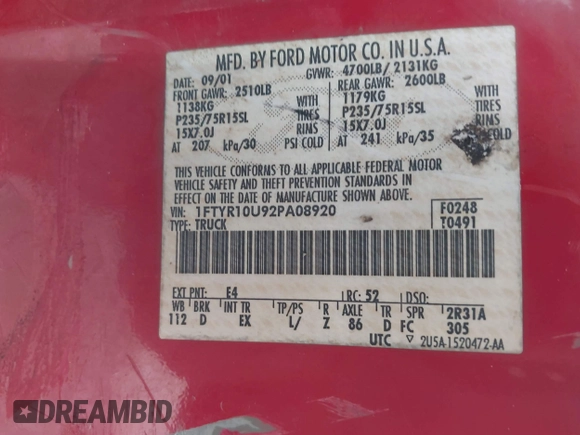 MFD. BY FORD MOTOR CO. IN U.S.A.
DATE: 09/01 GVWR: 4700LB/ 2131KG
FRONT GAWR: 2510LB REAR GAWR: 2600LB
1138KG 1179KG
P235/75R15SL TIRES P235/75R15SL TIRES
15X7.0J RIMS 15X7.0J RIMS
AT 207 kPa/30 PSI COLD AT 241 kPa/35 COLD
THIS VEHICLE CONFORMS TO ALL APPLICABLE FEDERAL MOTOR
VEHICLE SAFETY AND THEFT PREVENTION STANDARDS IN
EFFECT ON THE DATE OF MANUFACTURE SHOWN ABOVE.
VIN: 1FTYR10U92PA08920 F0248
TYPE: TRUCK T0491
EXT PNT: E4 RC: 52 DSO:
WB BRK INT TR TP/PS R AXLE TR SPR 2R31A
112 D EX L/ Z 86 D FC 305
UTC ▽ 2U5A-1520472-AA
DREAMBID